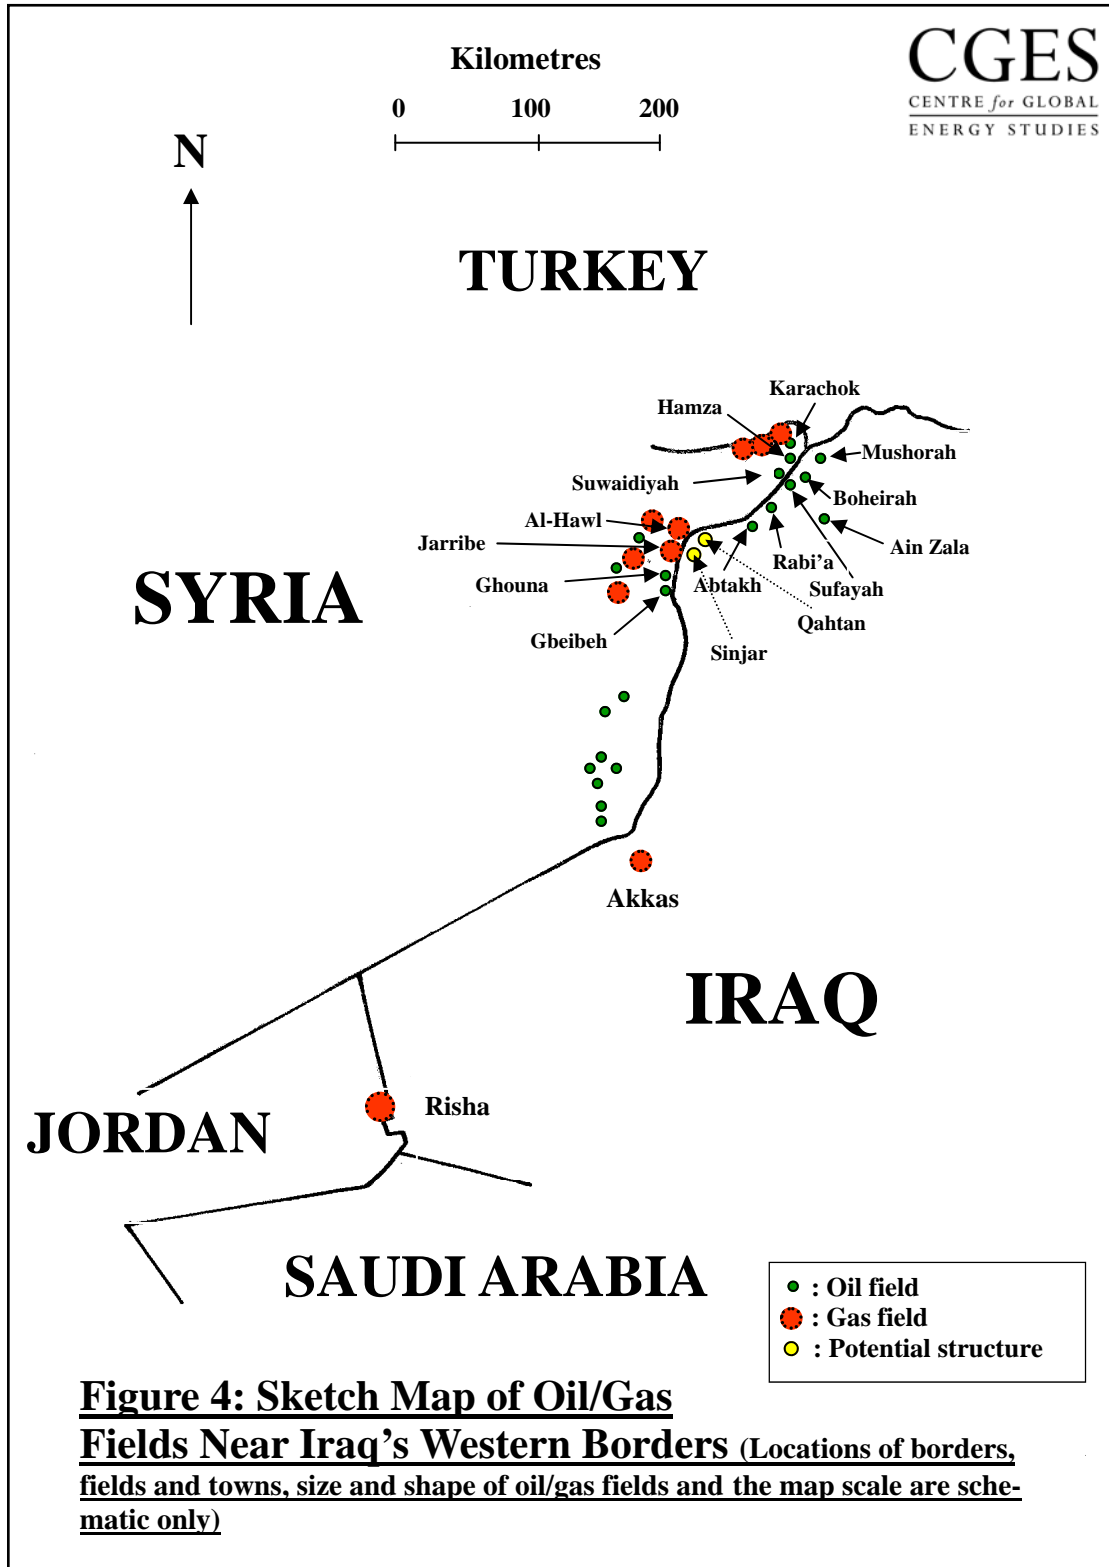 CGES
CENTRE for GLOBAL
ENERGY STUDIES
Kilometres
0 100 200
N
TURKEY
Karachok
Hamza
Mushorah
Suwaidiyah
Boheirah
Al-Hawl
Ain Zala
Jarribe
Rabi’a
Ghouna
Abtakh
Sufayah
SYRIA
Qahtan
Gbeibeh
Sinjar
Akkas
IRAQ
Risha
JORDAN
SAUDI ARABIA
: Oil field
: Gas field
: Potential structure
Figure 4: Sketch Map of Oil/Gas
Fields Near Iraq’s Western Borders (Locations of borders,
fields and towns, size and shape of oil/gas fields and the map scale are sche-
matic only)